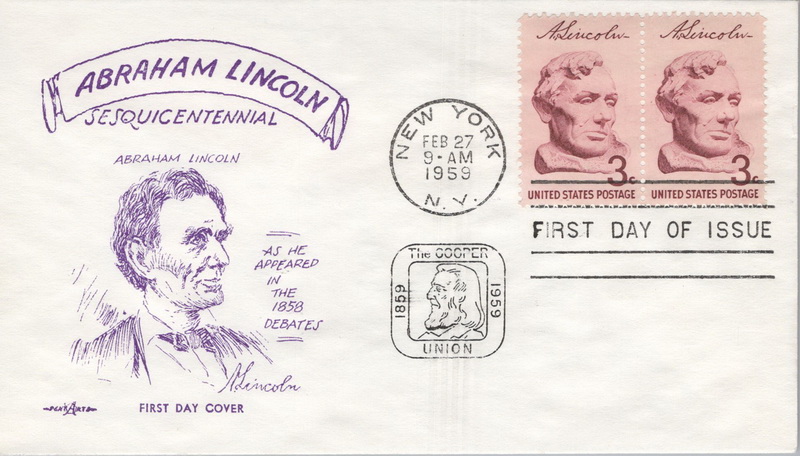 ABRAHAM LINCOLN
SESQUICENTENNIAL
ABRAHAM LINCOLN
AS HE
APPEARED
IN
THE
1858
DEBATES
A. Lincoln
PENT ARTS
FIRST DAY COVER
NEW YORK
FEB 27
9-AM
1959
N.Y.
The COOPER
1859
1959
UNION
A. Lincoln
3c
UNITED STATES POSTAGE
A. Lincoln
3c
UNITED STATES POSTAGE
FIRST DAY OF ISSUE